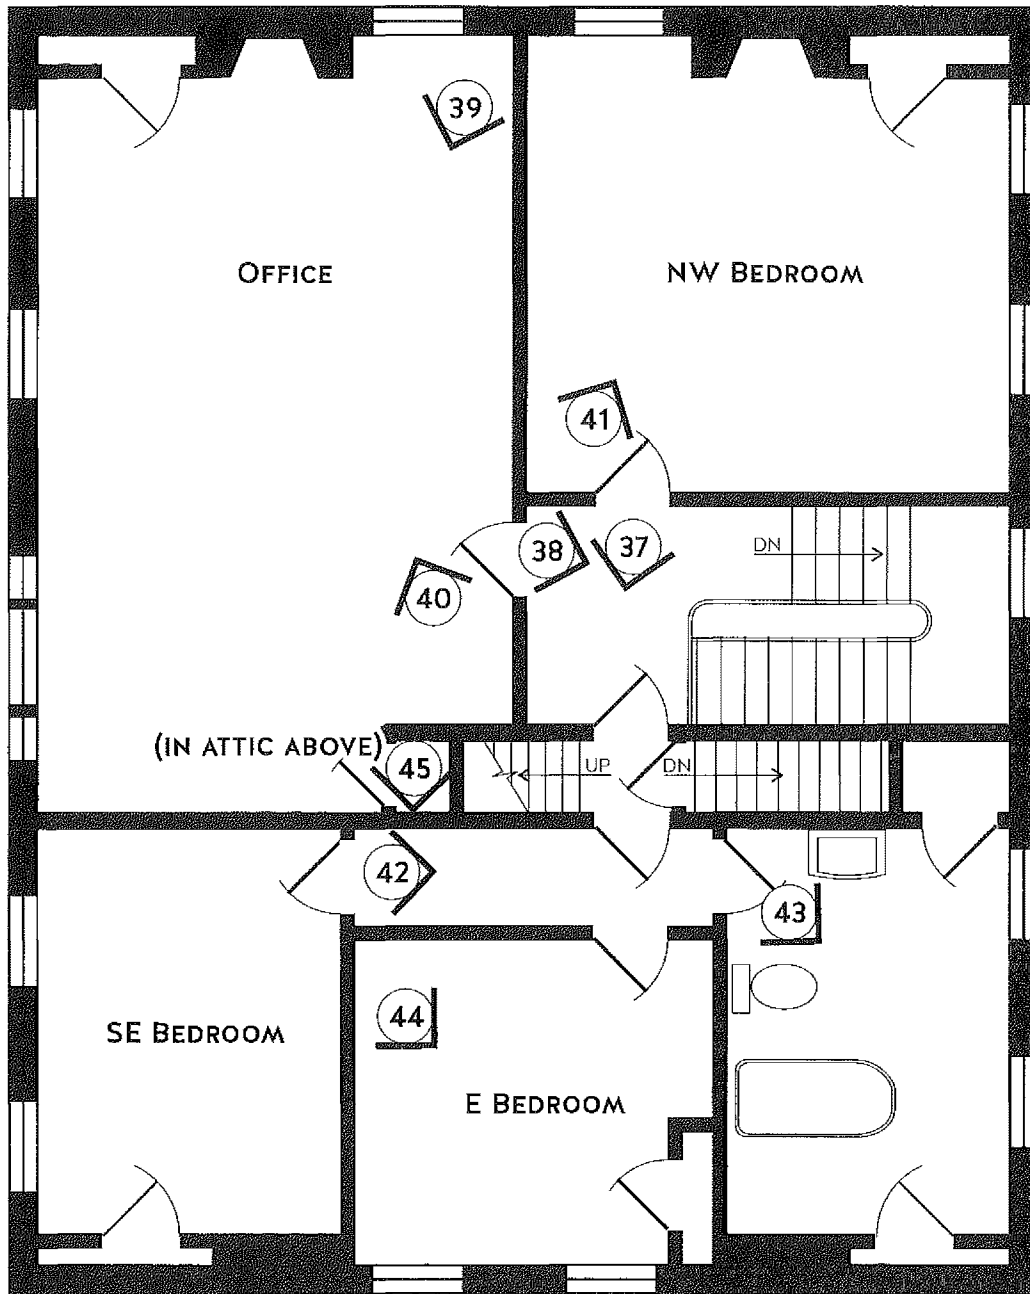 39
OFFICE
NW BEDROOM
41
38
37
DN
40
(IN ATTIC ABOVE)
45
UP
DN
42
43
44
SE BEDROOM
E BEDROOM